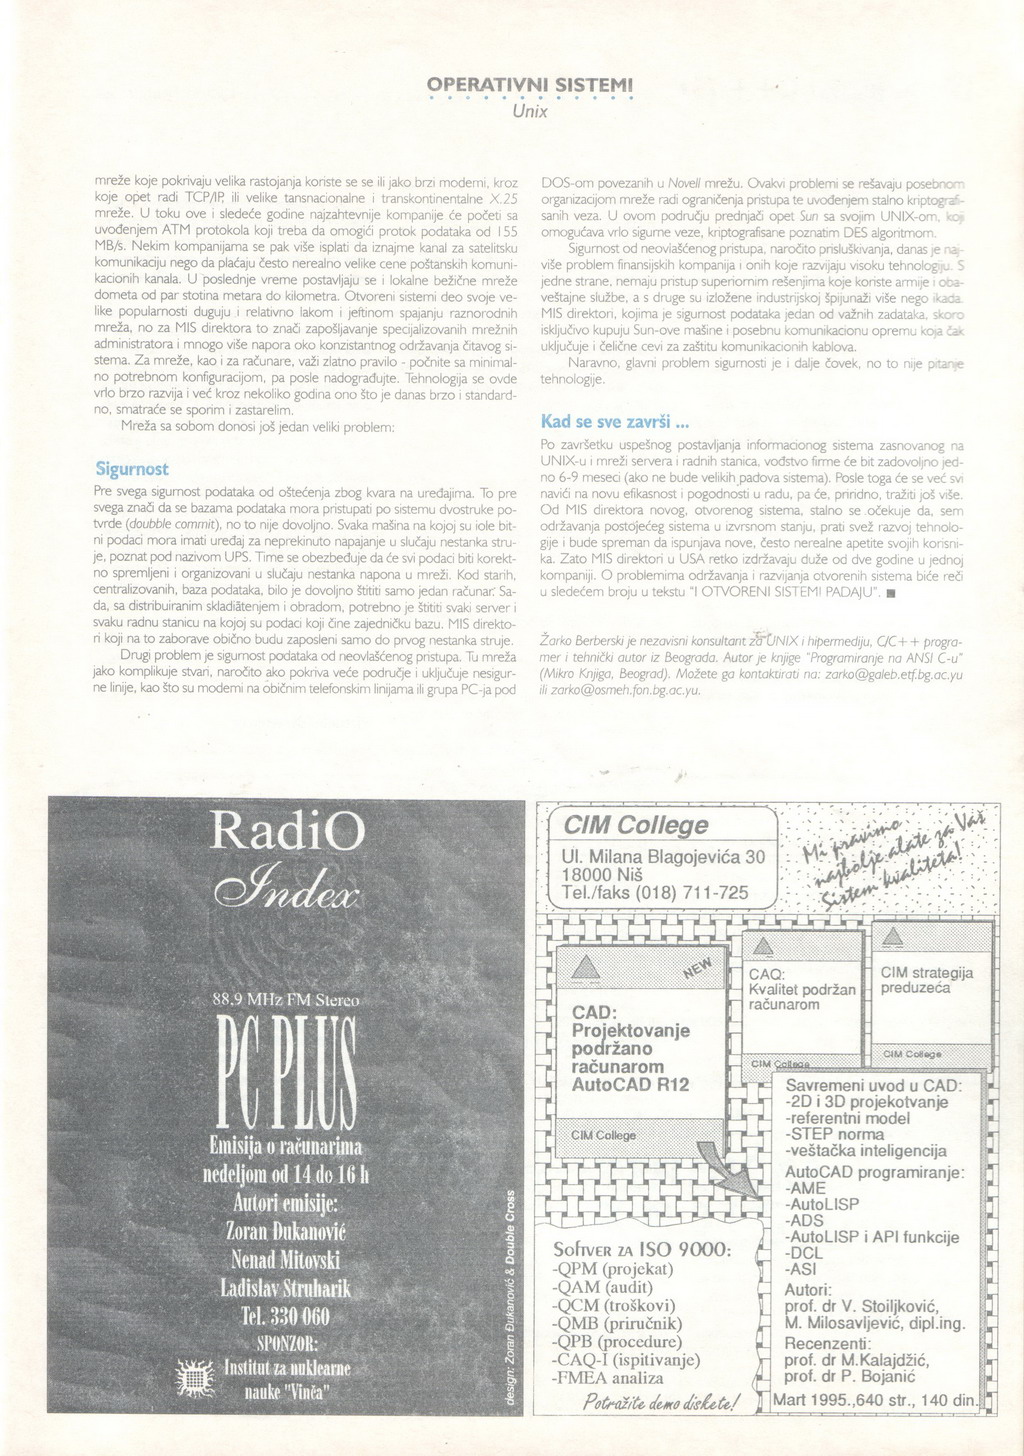 OPERATIVNI SISTEMI
Unix
mreže koje pokrivaju velika rastojanja koriste se se ili jako brzi modemi, kroz
koje opet radi TCP/IP, ili velike tansnacionalne i transkontinentalne X.25
mreže. U toku ove i sledeće godine najzahtevnije kompanije će početi sa
uvođenjem ATM protokola koji treba da omogići protok podataka od 155
MB/s. Nekim kompanijama se pak više isplati da iznajme kanal za satelitsku
komunikaciju nego da plaćaju često nerealno velike cene poštanskih komuni-
kacionih kanala. U poslednje vreme postavljaju se i lokalne bežične mreže
dometa od par stotina metara do kilometra. Otvoreni sistemi deo svoje ve-
like popularnosti duguju i relativno lakom i jeftinom spajanju raznorodnih
mreža, no za MIS direktora to znači zapošljavanje specijalizovanih mrežnih
administratora i mnogo više napora oko konzistantnog održavanja čitavog si-
stema. Za mreže, kao i za računare, važi zlatno pravilo - počnite sa minimal-
no potrebnom konfiguracijom, pa posle nadograđujte. Tehnologija se ovde
vrlo brzo razvija i već kroz nekoliko godina ono što je danas brzo i standard-
no, smatraće se sporim i zastarelim.
Mreža sa sobom donosi još jedan veliki problem:
Sigurnost
Pre svega sigurnost podataka od oštećenja zbog kvara na uređajima. To pre
svega znači da se bazama podataka mora pristupati po sistemu dvostruke po-
tvrde (doubble commit), no to nije dovoljno. Svaka mašina na kojoj su iole bit-
ni podaci mora imati uređaj za neprekinuto napajanje u slučaju nestanka stru-
je, poznat pod nazivom UPS. Time se obezbeđuje da će svi podaci biti korekt-
no spremljeni i organizovani u slučaju nestanka napona u mreži. Kod starih,
centralizovanih, baza podataka, bilo je dovoljno štititi samo jedan računar. Sa-
da, sa distribuiranim skladiätenjem i obradom, potrebno je štititi svaki server i
svaku radnu stanicu na kojoj su podaci koji čine zajedničku bazu. MIS direkto-
ri koji na to zaborave obično budu zaposleni samo do prvog nestanka struje.
Drugi problem je sigurnost podataka od neovlašćenog pristupa. Tu mreža
jako komplikuje stvari, naročito ako pokriva veće područje i uključuje nesigur-
ne linije, kao što su modemi na običnim telefonskim linijama ili grupa PC-ja pod
DOS-om povezanih u Novell mrežu. Ovakvi problemi se rešavaju posebnom
organizacijom mreže radi ograničenja pristupa te uvođenjem stalno kriptografi-
sanih veza. U ovom području prednjači opet Sun sa svojim UNIX-om, koji
omogućava vrlo sigurne veze, kriptografisane poznatim DES algoritmom.
Sigurnost od neovlašćenog pristupa, naročito prisluškivanja, danas je naj-
više problem finansijskih kompanija i onih koje razvijaju visoku tehnologiju. S
jedne strane, nemaju pristup superiornim rešenjima koje koriste armije i oba-
veštajne službe, a s druge su izložene industrijskoj špijunaži više nego ikada.
MIS direktori, kojima je sigurnost podataka jedan od važnih zadataka, skoro
isključivo kupuju Sun-ove mašine i posebnu komunikacionu opremu koja čak
uključuje i čelične cevi za zaštitu komunikacionih kablova.
Naravno, glavni problem sigurnosti je i dalje čovek, no to nije pitanje
tehnologije.
Kad se sve završi ...
Po završetku uspešnog postavljanja informacionog sistema zasnovanog na
UNIX-u i mreži servera i radnih stanica, vođstvo firme će bit zadovoljno jed-
no 6-9 meseci (ako ne bude velikih padova sistema). Posle toga će se već svi
navići na novu efikasnost i pogodnosti u radu, pa će, priridno, tražiti još više.
Od MIS direktora novog, otvorenog sistema, stalno se očekuje da, sem
održavanja postojećeg sistema u izvrsnom stanju, prati svež razvoj tehnolo-
gije i bude spreman da ispunjava nove, često nerealne apetite svojih korisni-
ka. Zato MIS direktori u USA retko izdržavaju duže od dve godine u jednoj
kompaniji. O problemima održavanja i razvijanja otvorenih sistema biće reči
u sledećem broju u tekstu "I OTVORENI SISTEMI PADAJU".
Žarko Berberski je nezavisni konsultant za UNIX i hipermediju, C/C++ progra-
mer i tehnički autor iz Beograda. Autor je knjige "Programiranje na ANSI C-u"
(Mikro Knjiga, Beograd). Možete ga kontaktirati na: zarko@galeb.etf.bg.ac.yu
ili zarko@osmeh.fon.bg.ac.yu.
RadiO
Index
88.9 MHz FM Stereo
PC PLUS
Emisija o računarima
nedeljom od 14 do 16 h
Autori emisije:
Zoran Đukanović
Nenad Mitovski
Ladislav Struharik
Tel. 330 060
SPONZOR:
Institut za nuklearne
nauke "Vinča"
design: Zoran Đukanović & Double Cross
CIM College
Ul. Milana Blagojevića 30
18000 Niš
Tel./faks (018) 711-725
Mi pravimo
najbolje alate za Vaš
Sistem kvaliteta!
NEW
CAD:
Projektovanje
podržano
računarom
AutoCAD R12
CIM College
CAQ:
Kvalitet podržan
računarom
CIM College
CIM strategija
preduzeća
CIM College
Savremeni uvod u CAD:
-2D i 3D projekotvanje
-referentni model
-STEP norma
-veštačka inteligencija
AutoCAD programiranje:
-AME
-AutoLISP
-ADS
-AutoLISP i API funkcije
-DCL
-ASI
Autori:
prof. dr V. Stoiljković,
M. Milosavljević, dipl.ing.
Recenzenti:
prof. dr M.Kalajdžić,
prof. dr P. Bojanić
Mart 1995.,640 str., 140 din.
Softver za ISO 9000:
-QPM (projekat)
-QAM (audit)
-QCM (troškovi)
-QMB (priručnik)
-QPB (procedure)
-CAQ-I (ispitivanje)
-FMEA analiza
Potražite demo diskete!